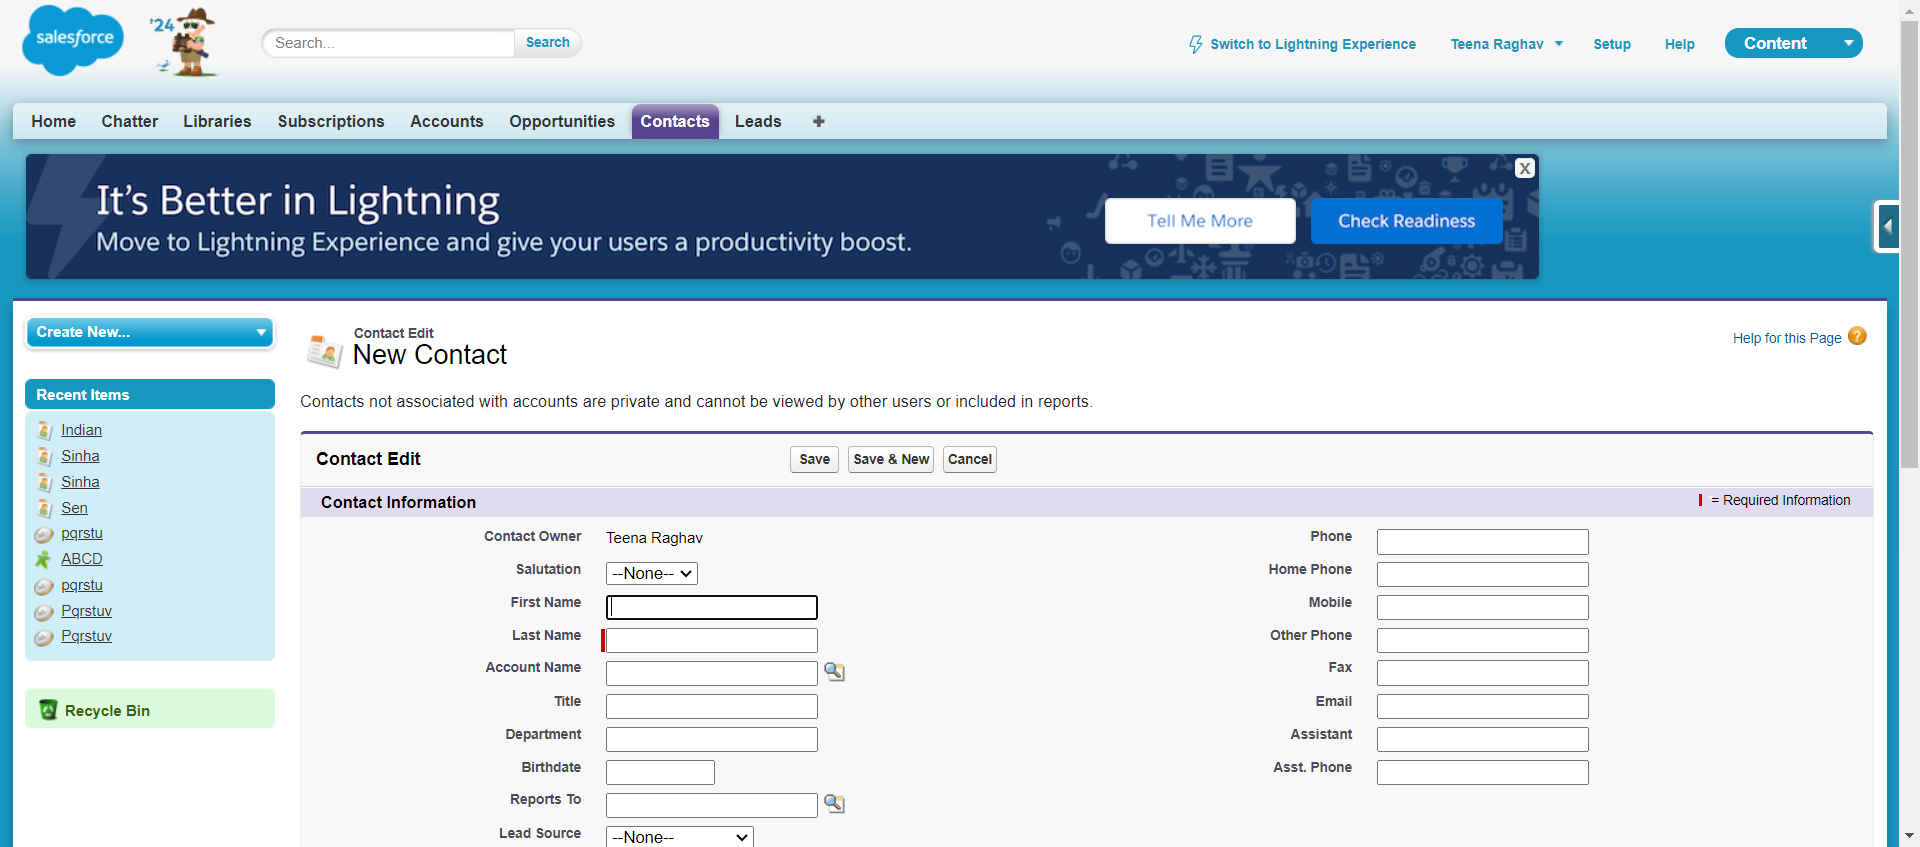 salesforce
'24
Search...
Search
Switch to Lightning Experience
Teena Raghav
Setup
Help
Content
Home
Chatter
Libraries
Subscriptions
Accounts
Opportunities
Contacts
Leads
+
It's Better in Lightning
Move to Lightning Experience and give your users a productivity boost.
Tell Me More
Check Readiness
X
Create New...
Recent Items
Indian
Sinha
Sinha
Sen
pqrstu
ABCD
pqrstu
Pqrstuv
Pqrstuv
Recycle Bin
Contact Edit
New Contact
Help for this Page ?
Contacts not associated with accounts are private and cannot be viewed by other users or included in reports.
Contact Edit
Save
Save & New
Cancel
Contact Information
= Required Information
Contact Owner Teena Raghav
Salutation --None--
First Name
Last Name
Account Name
Title
Department
Birthdate
Reports To
Lead Source --None--
Phone
Home Phone
Mobile
Other Phone
Fax
Email
Assistant
Asst. Phone